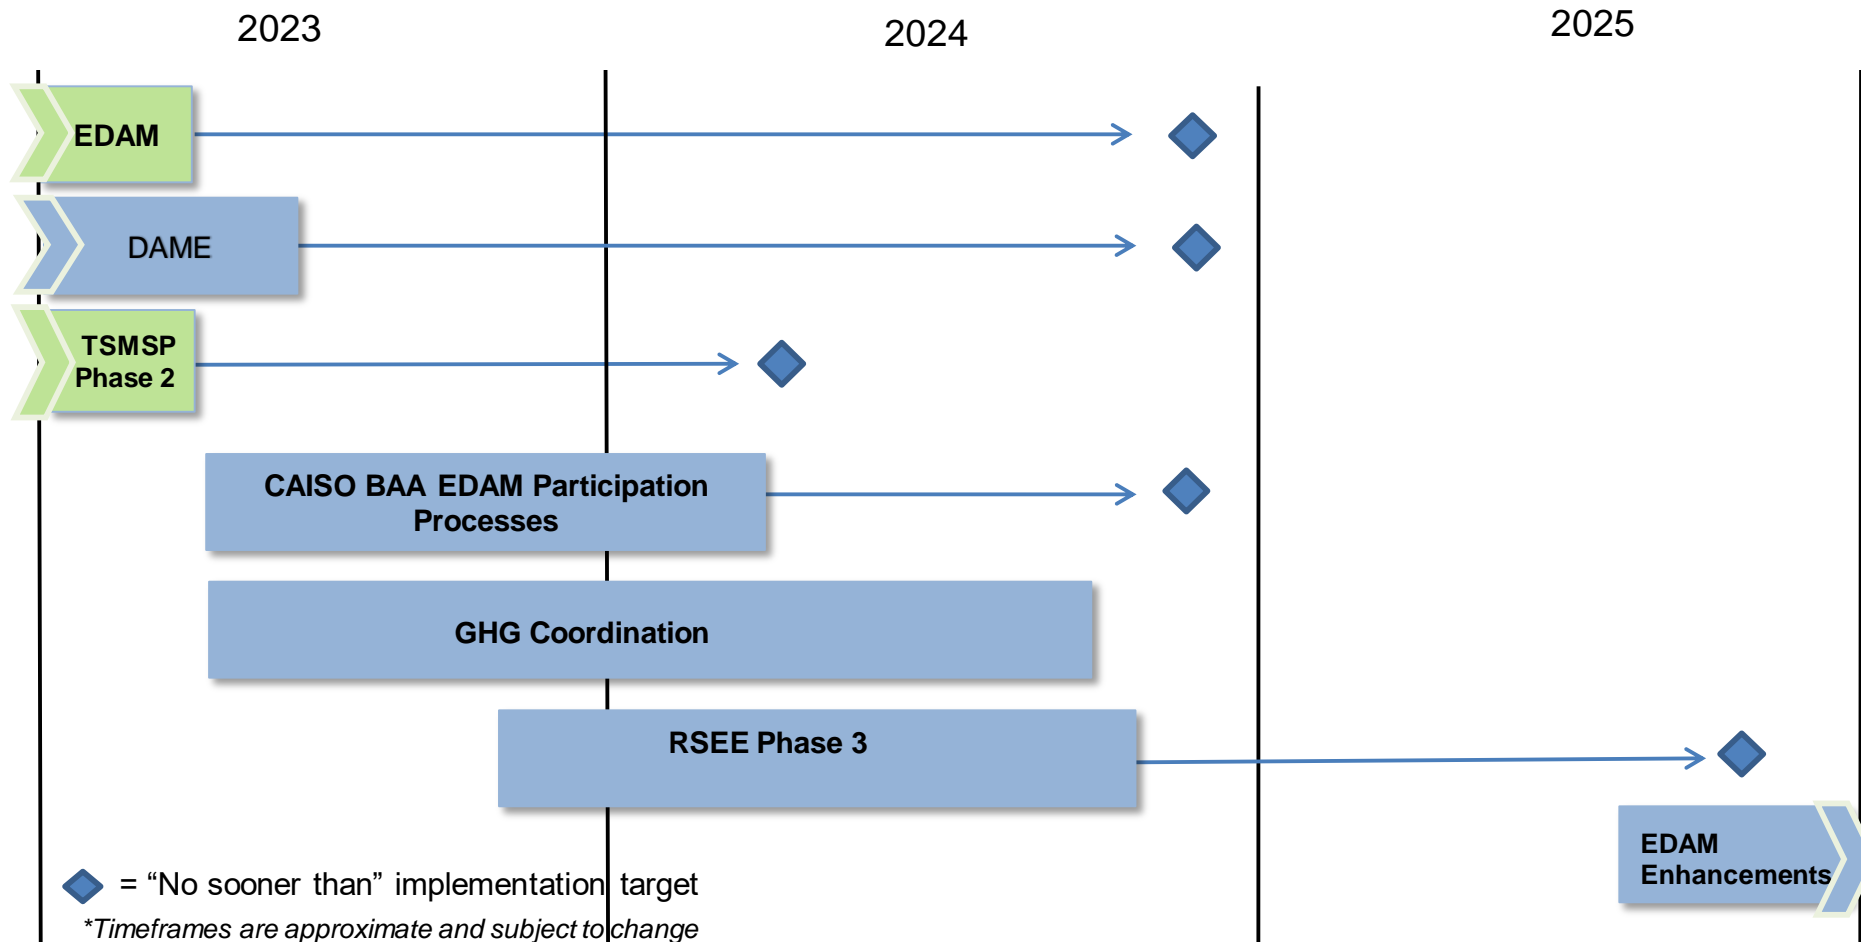 2023
2024
2025
EDAM
DAME
TSMSP
Phase 2
CAISO BAA EDAM Participation
Processes
GHG Coordination
RSEE Phase 3
EDAM
Enhancements
= “No sooner than” implementation target
*Timeframes are approximate and subject to change